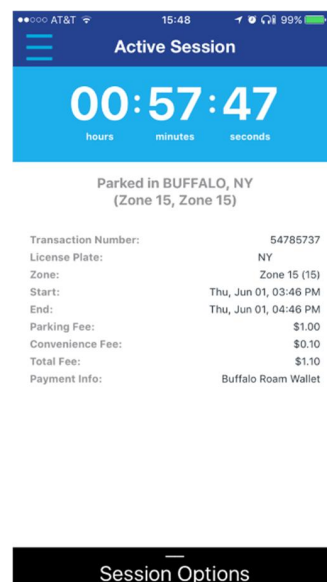 AT&T 15:48 99%
Active Session
00:57:47
hours minutes seconds
Parked in BUFFALO, NY
(Zone 15, Zone 15)
Transaction Number: 54785737
License Plate: NY
Zone: Zone 15 (15)
Start: Thu, Jun 01, 03:46 PM
End: Thu, Jun 01, 04:46 PM
Parking Fee: $1.00
Convenience Fee: $0.10
Total Fee: $1.10
Payment Info: Buffalo Roam Wallet
Session Options